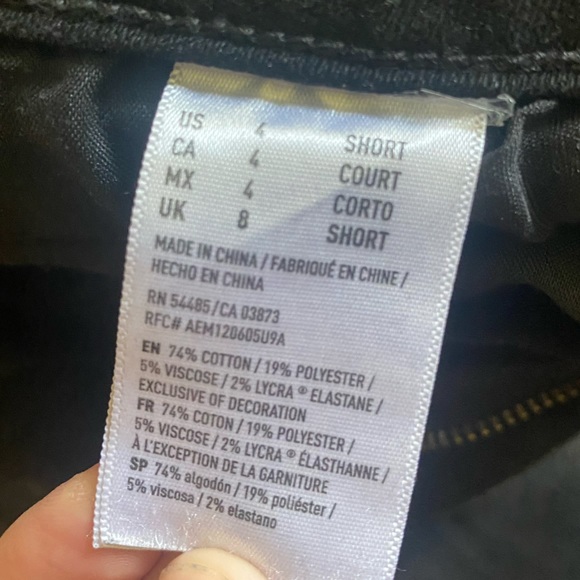 US 4 SHORT
CA 4 COURT
MX 4 CORTO
UK 8 SHORT
MADE IN CHINA / FABRIQUÉ EN CHINE /
HECHO EN CHINA
RN 54485/CA 03873
RFC# AEM120605U9A
EN 74% COTTON / 19% POLYESTER /
5% VISCOSE / 2% LYCRA ® ELASTANE /
EXCLUSIVE OF DECORATION
FR 74% COTON / 19% POLYESTER /
5% VISCOSE / 2% LYCRA ® ÉLASTHANNE /
À L'EXCEPTION DE LA GARNITURE
SP 74% algodón / 19% poliéster /
5% viscosa / 2% elastano